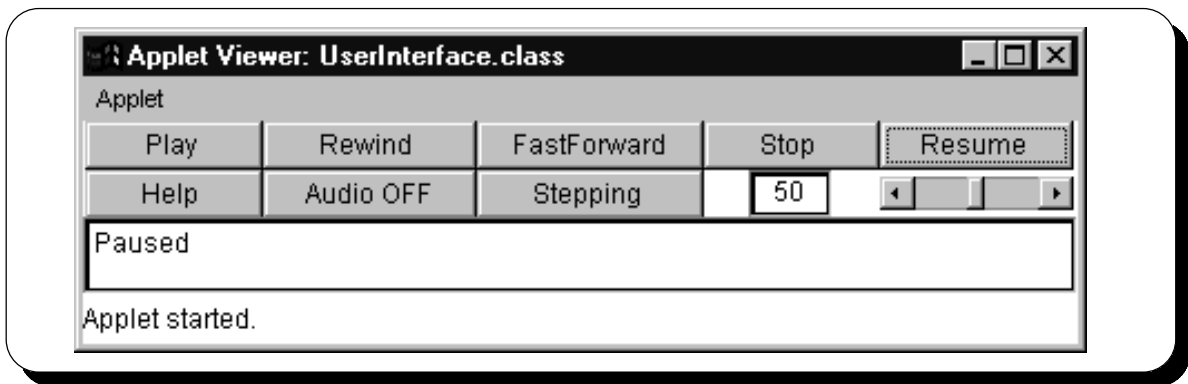 Applet Viewer: UserInterface.class
Applet
Play Rewind FastForward Stop Resume
Help Audio OFF Stepping 50
Paused
Applet started.